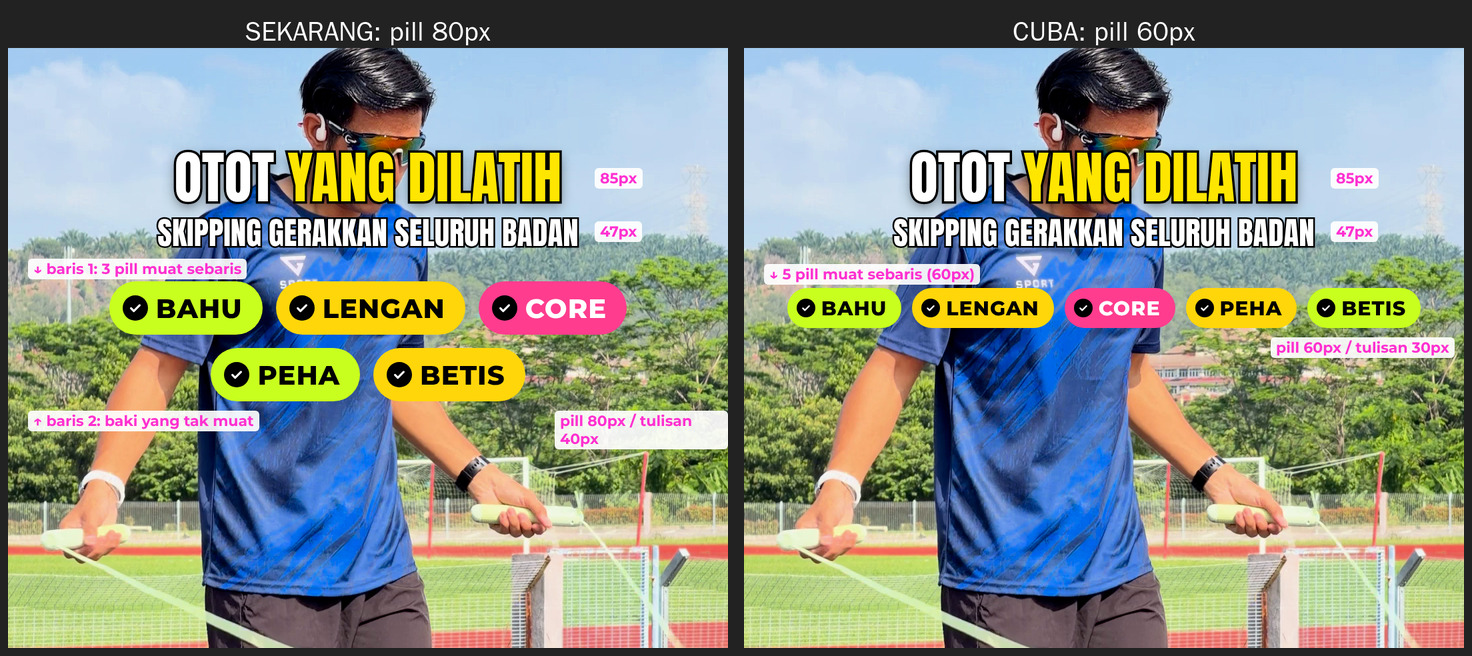 SEKARANG: pill 80px
OTOT YANG DILATIH
85px
SKIPPING GERAKKAN SELURUH BADAN
47px
↓ baris 1: 3 pill muat sebaris
SPORT
BAHU
LENGAN
CORE
PEHA
BETIS
↑ baris 2: baki yang tak muat
pill 80px / tulisan
40px
CUBA: pill 60px
OTOT YANG DILATIH
85px
SKIPPING GERAKKAN SELURUH BADAN
47px
↓ 5 pill muat sebaris (60px)
SPORT
BAHU
LENGAN
CORE
PEHA
BETIS
pill 60px / tulisan 30px